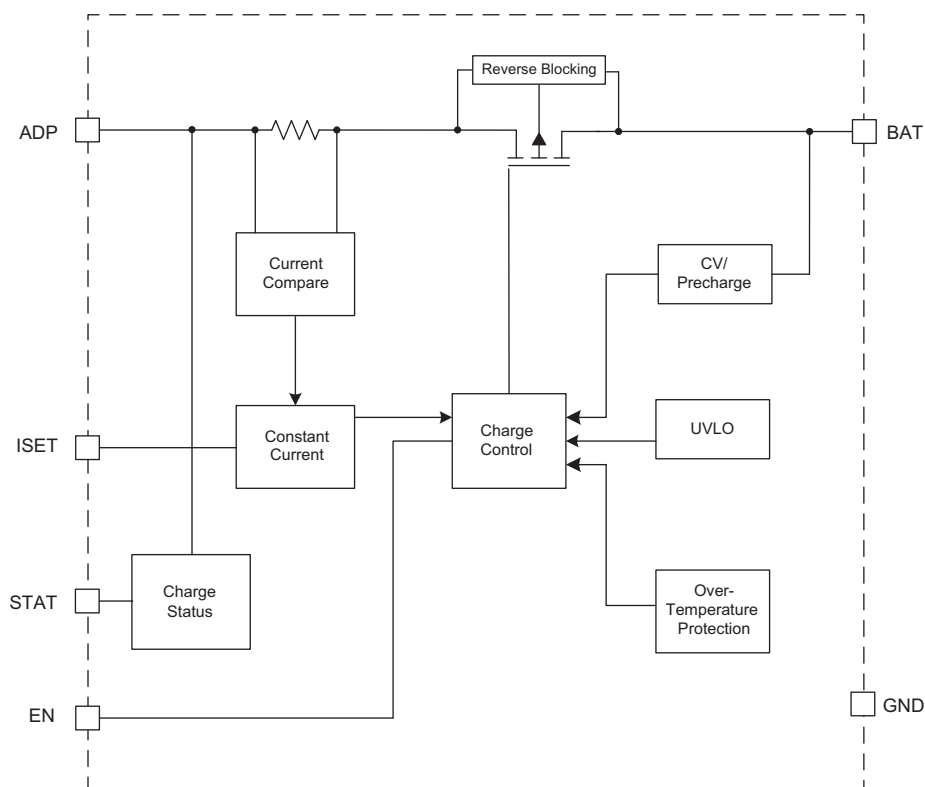 Reverse Blocking
ADP
BAT
Current
Compare
CV/
Precharge
ISET
Constant
Current
Charge
Control
UVLO
STAT
Charge
Status
Over-
Temperature
Protection
EN
GND